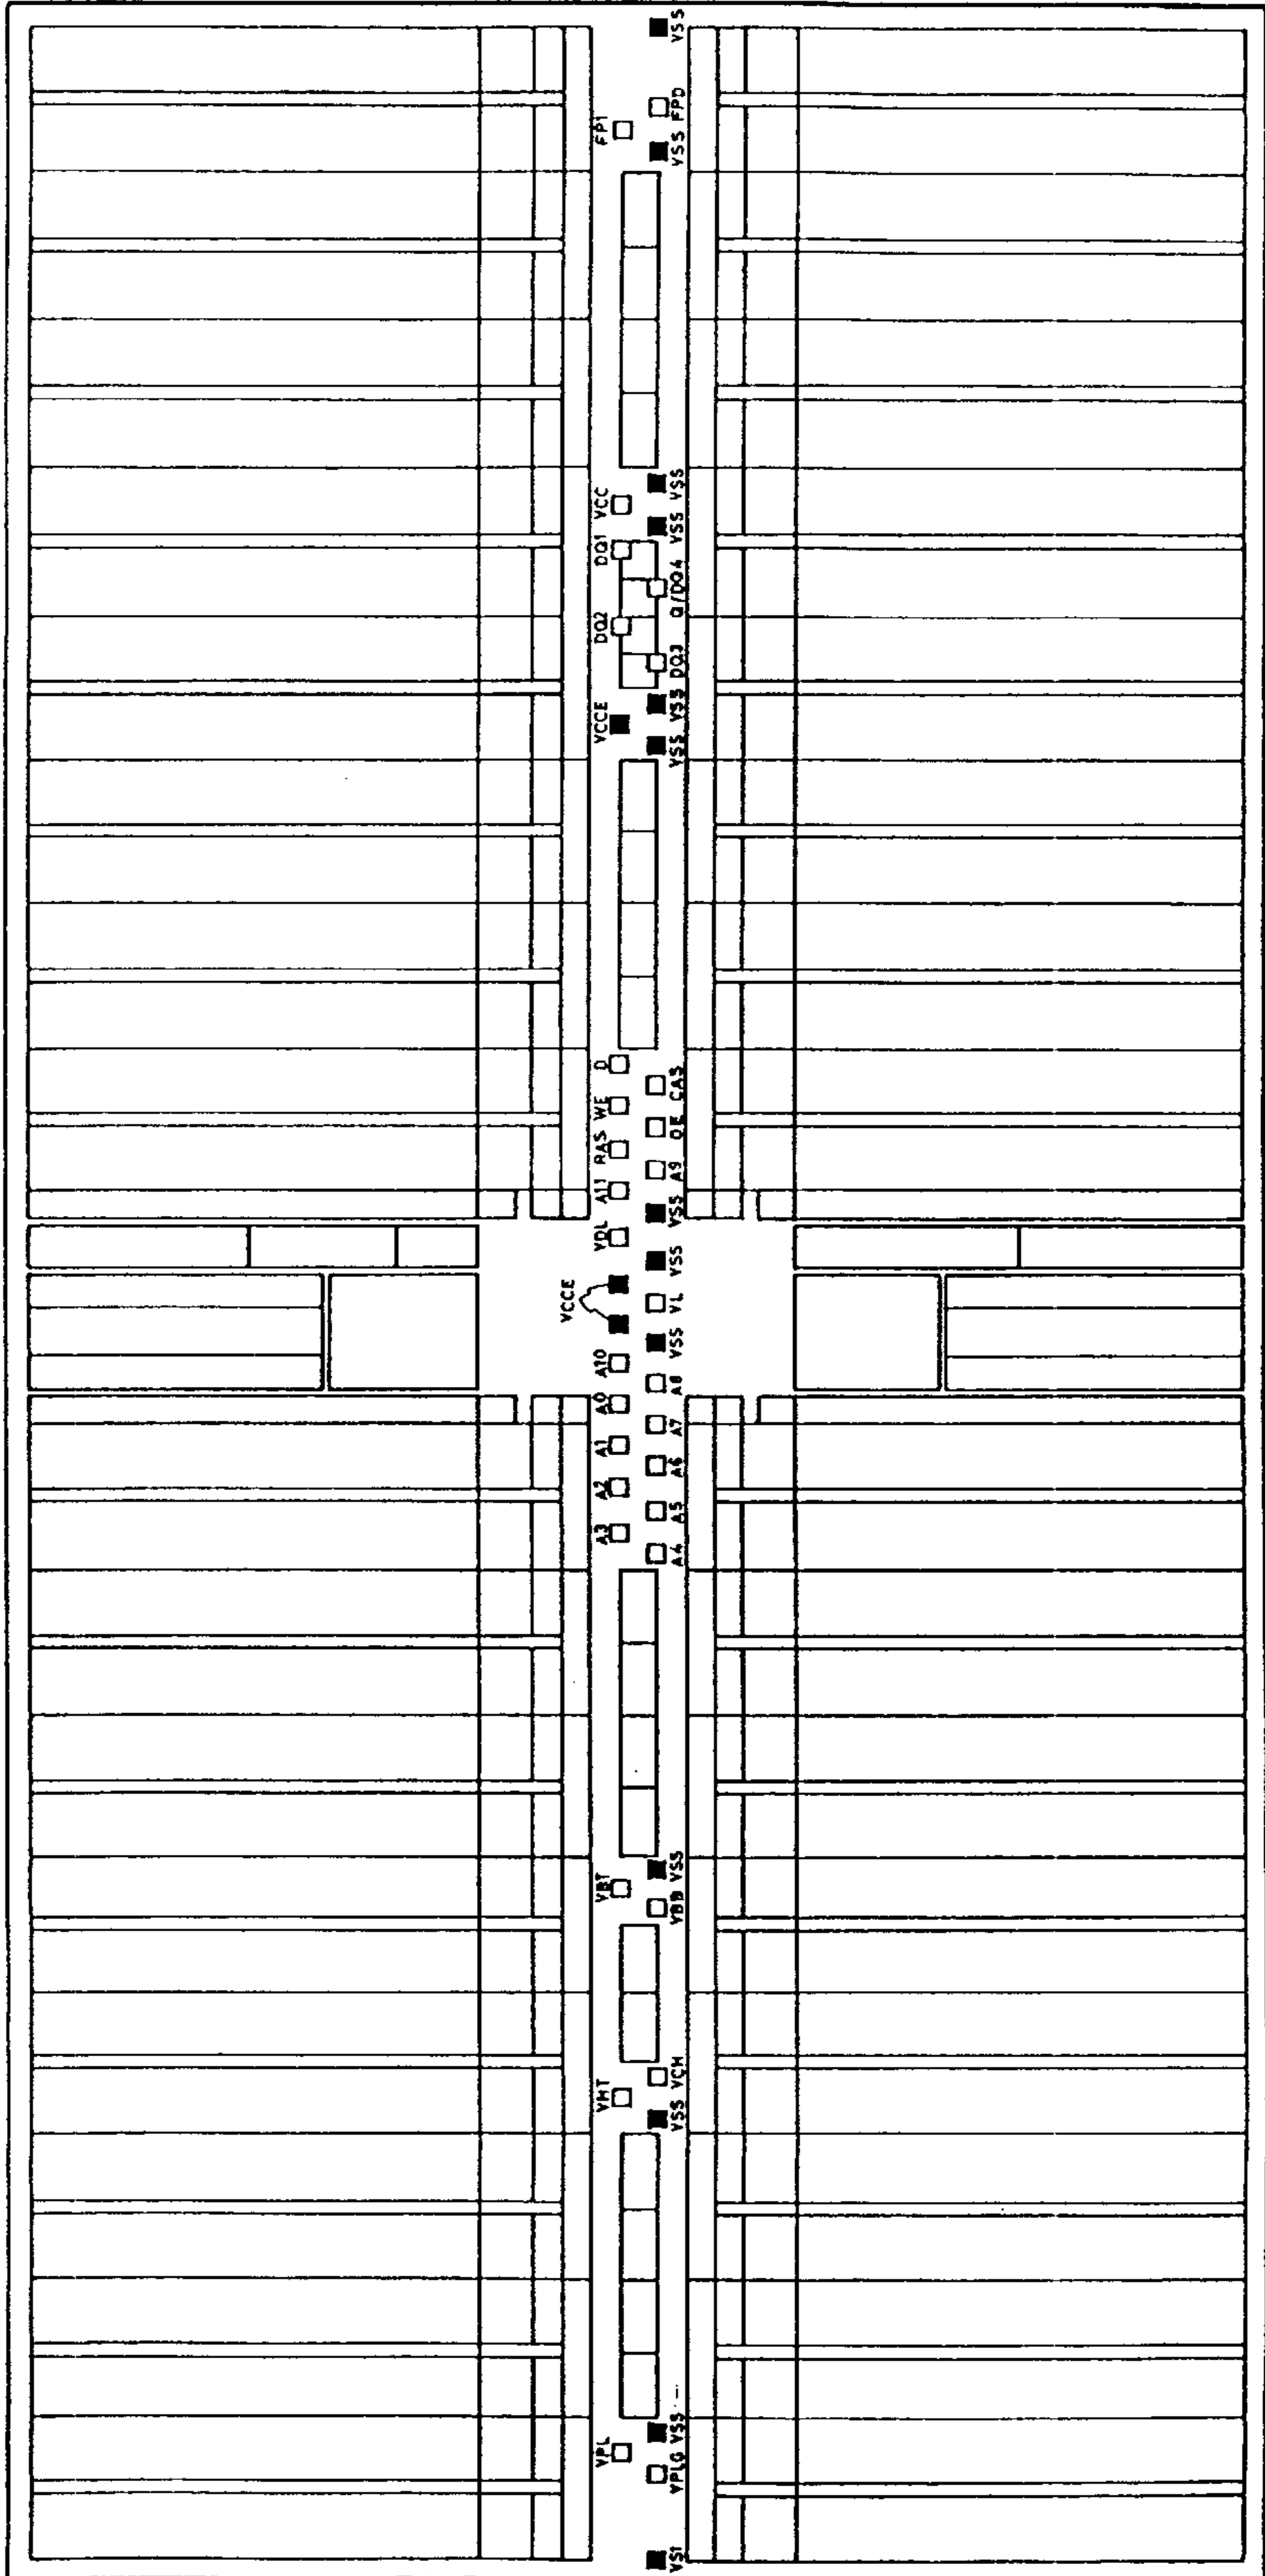 VSS
FP1
FPD
VSS
VCC
VSS
VSS
DQ1
Q/DQ4
DQ2
DQ3
VCCE
VSS
VSS
D
CAS
WE
OE
RAS
A9
A11
VSS
VDL
VSS
VCCE
VL
VSS
A10
A8
A0
A7
A1
A6
A2
A5
A3
A4
VSS
VBT
VBB
VCH
VHT
VSS
VSS
VPL
VPLG
VS1